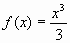 f(x) = x³/3